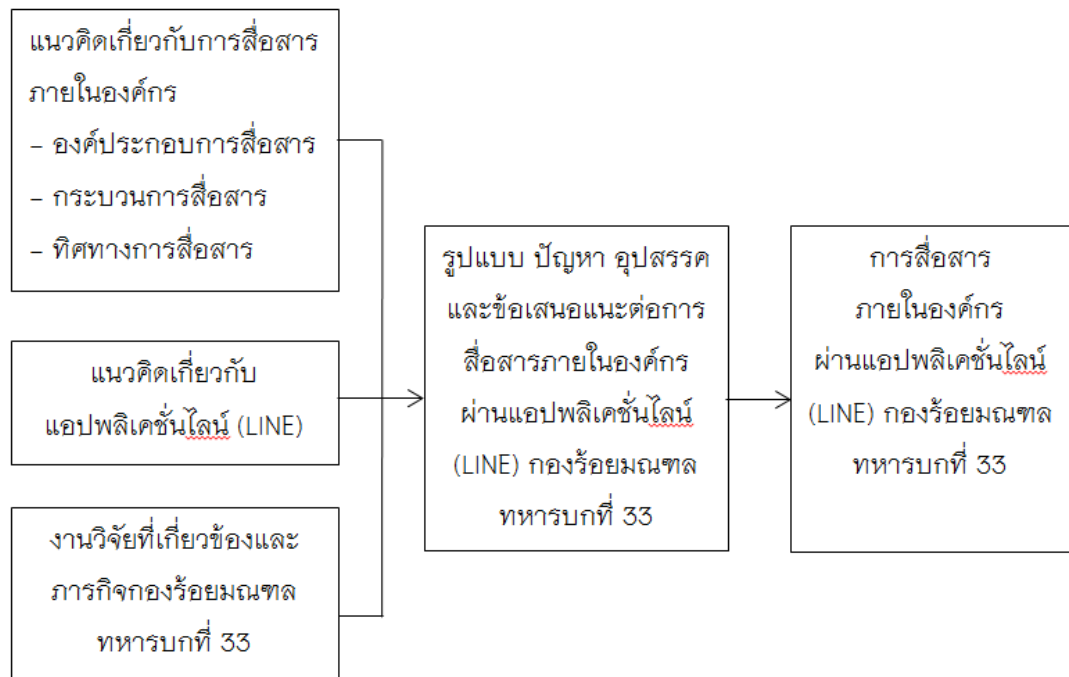 แนวคิดเกี่ยวกับการสื่อสาร
ภายในองค์กร
– องค์ประกอบการสื่อสาร
– กระบวนการสื่อสาร
– ทิศทางการสื่อสาร
แนวคิดเกี่ยวกับ
แอปพลิเคชั่นไลน์ (LINE)
งานวิจัยที่เกี่ยวข้องและ
ภารกิจกองร้อยมณฑล
ทหารบกที่ 33
รูปแบบ ปัญหา อุปสรรค
และข้อเสนอแนะต่อการ
สื่อสารภายในองค์กร
ผ่านแอปพลิเคชั่นไลน์
(LINE) กองร้อยมณฑล
ทหารบกที่ 33
การสื่อสาร
ภายในองค์กร
ผ่านแอปพลิเคชั่นไลน์
(LINE) กองร้อยมณฑล
ทหารบกที่ 33